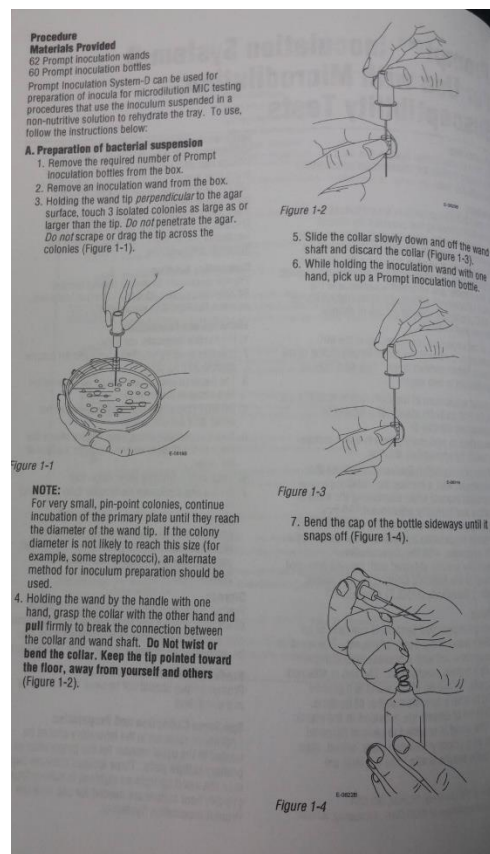 Procedure
Materials Provided
62 Prompt inoculation wands
60 Prompt inoculation bottles
Prompt Inoculation System-D can be used for
preparation of inocula for microdilution MIC testing
procedures that use the inoculum suspended in a
non-nutritive solution to rehydrate the tray. To use,
follow the instructions below:
A. Preparation of bacterial suspension
1. Remove the required number of Prompt
inoculation bottles from the box.
2. Remove an inoculation wand from the box.
3. Holding the wand tip perpendicular to the agar
surface, touch 3 isolated colonies as large as or
larger than the tip. Do not penetrate the agar.
Do not scrape or drag the tip across the
colonies (Figure 1-1).
Figure 1-1
NOTE:
For very small, pin-point colonies, continue
incubation of the primary plate until they reach
the diameter of the wand tip. If the colony
diameter is not likely to reach this size (for
example, some streptococci), an alternate
method for inoculum preparation should be
used.
4. Holding the wand by the handle with one
hand, grasp the collar with the other hand and
pull firmly to break the connection between
the collar and wand shaft. Do Not twist or
bend the collar. Keep the tip pointed toward
the floor, away from yourself and others
(Figure 1-2).
Figure 1-2
5. Slide the collar slowly down and off the wand
shaft and discard the collar (Figure 1-3).
6. While holding the inoculation wand with one
hand, pick up a Prompt inoculation bottle.
Figure 1-3
7. Bend the cap of the bottle sideways until it
snaps off (Figure 1-4).
Figure 1-4